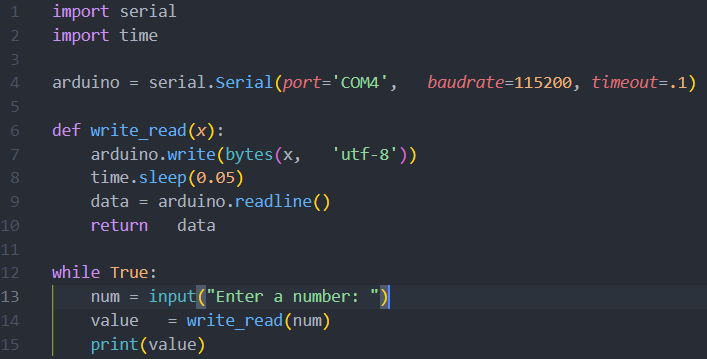 1 import serial
2 import time
3
4 arduino = serial.Serial(port='COM4',   baudrate=115200, timeout=.1)
5
6 def write_read(x):
7     arduino.write(bytes(x,   'utf-8'))
8     time.sleep(0.05)
9     data = arduino.readline()
10     return   data
11
12 while True:
13     num = input("Enter a number: ")
14     value   = write_read(num)
15     print(value)